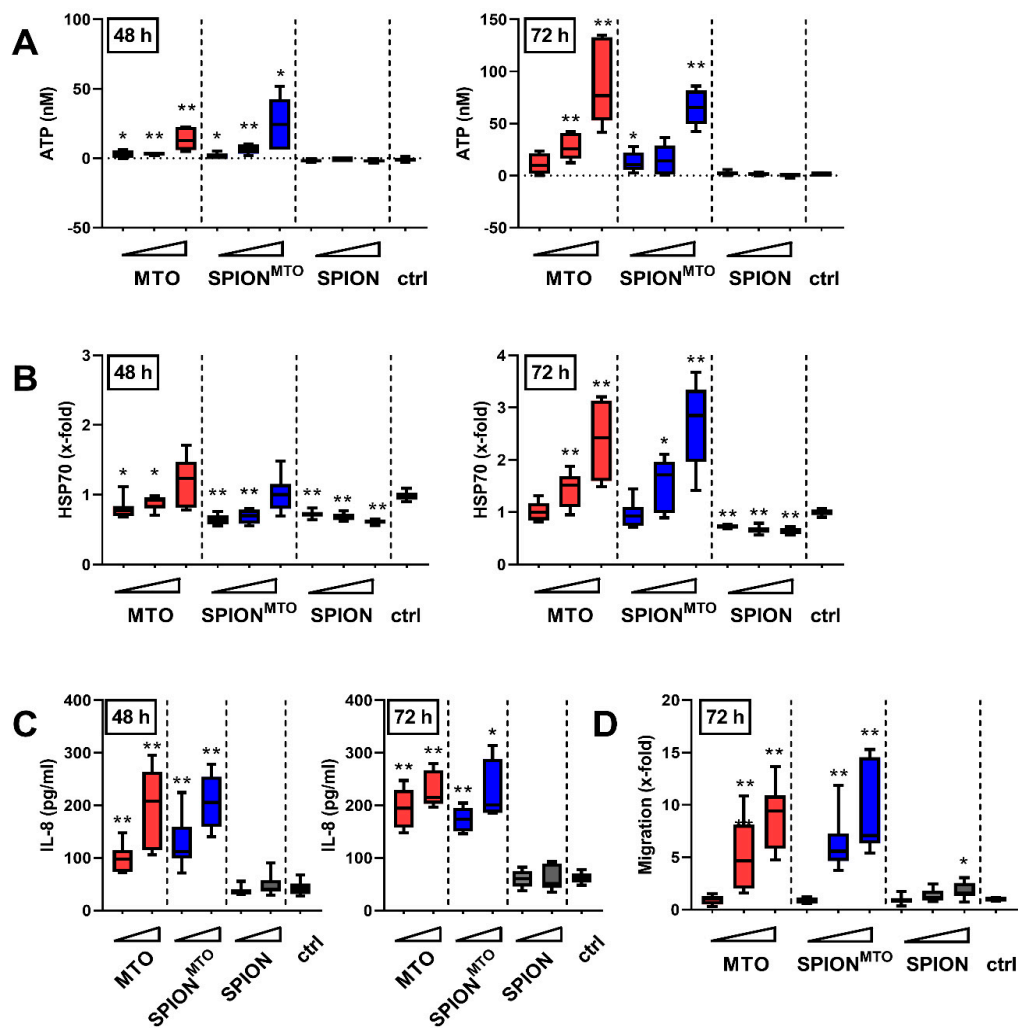 A
48 h
ATP (nM)
100
50
0
-50
* ** ** * ** *
MTO SPION^MTO SPION ctrl
72 h
ATP (nM)
150
100
50
0
-50
** ** * **
MTO SPION^MTO SPION ctrl
B
48 h
HSP70 (x-fold)
3
2
1
0
* * ** ** ** ** **
MTO SPION^MTO SPION ctrl
72 h
HSP70 (x-fold)
4
3
2
1
0
** ** * ** ** ** **
MTO SPION^MTO SPION ctrl
C
48 h
IL-8 (pg/ml)
400
300
200
100
0
** ** ** **
MTO SPION^MTO SPION ctrl
72 h
IL-8 (pg/ml)
400
300
200
100
0
** ** ** *
MTO SPION^MTO SPION ctrl
D
72 h
Migration (x-fold)
20
15
10
5
0
** ** ** ** ** *
MTO SPION^MTO SPION ctrl